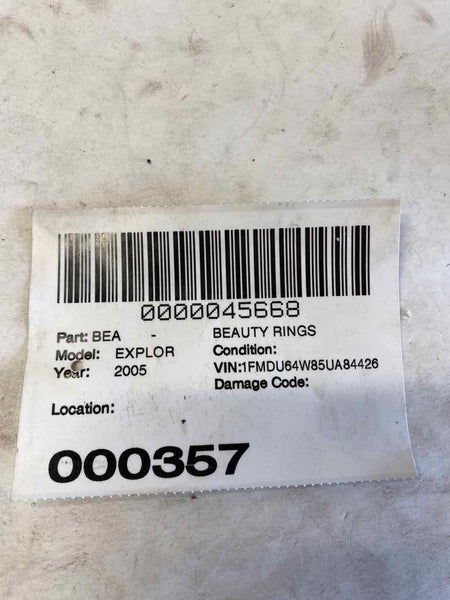 0000045668
Part: BEA - BEAUTY RINGS
Model: EXPLOR Condition:
Year: 2005 VIN:1FMDU64W85UA84426
Damage Code:
Location:
000357